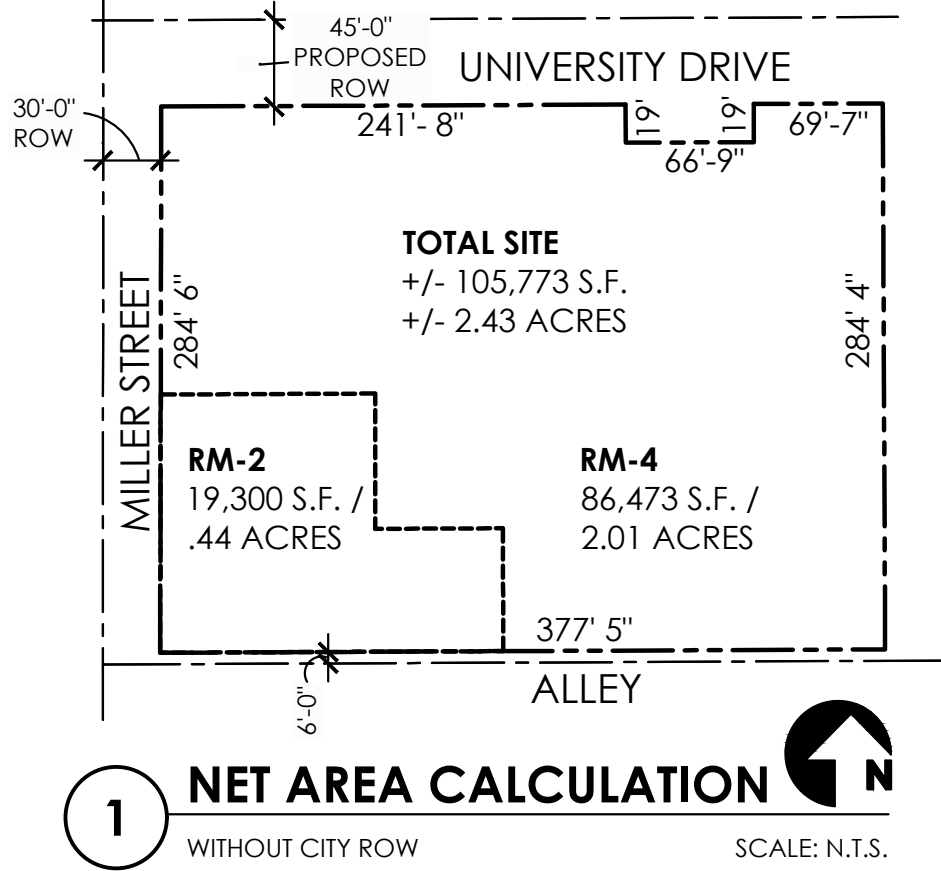 45'-0"
PROPOSED
ROW
UNIVERSITY DRIVE
30'-0"
ROW
241'- 8"
19'
19'
69'-7"
66'-9"
TOTAL SITE
+/- 105,773 S.F.
+/- 2.43 ACRES
284' 6"
284' 4"
MILLER STREET
RM-2
19,300 S.F. /
.44 ACRES
RM-4
86,473 S.F. /
2.01 ACRES
377' 5"
6'-0"
ALLEY
1
NET AREA CALCULATION
N
WITHOUT CITY ROW
SCALE: N.T.S.